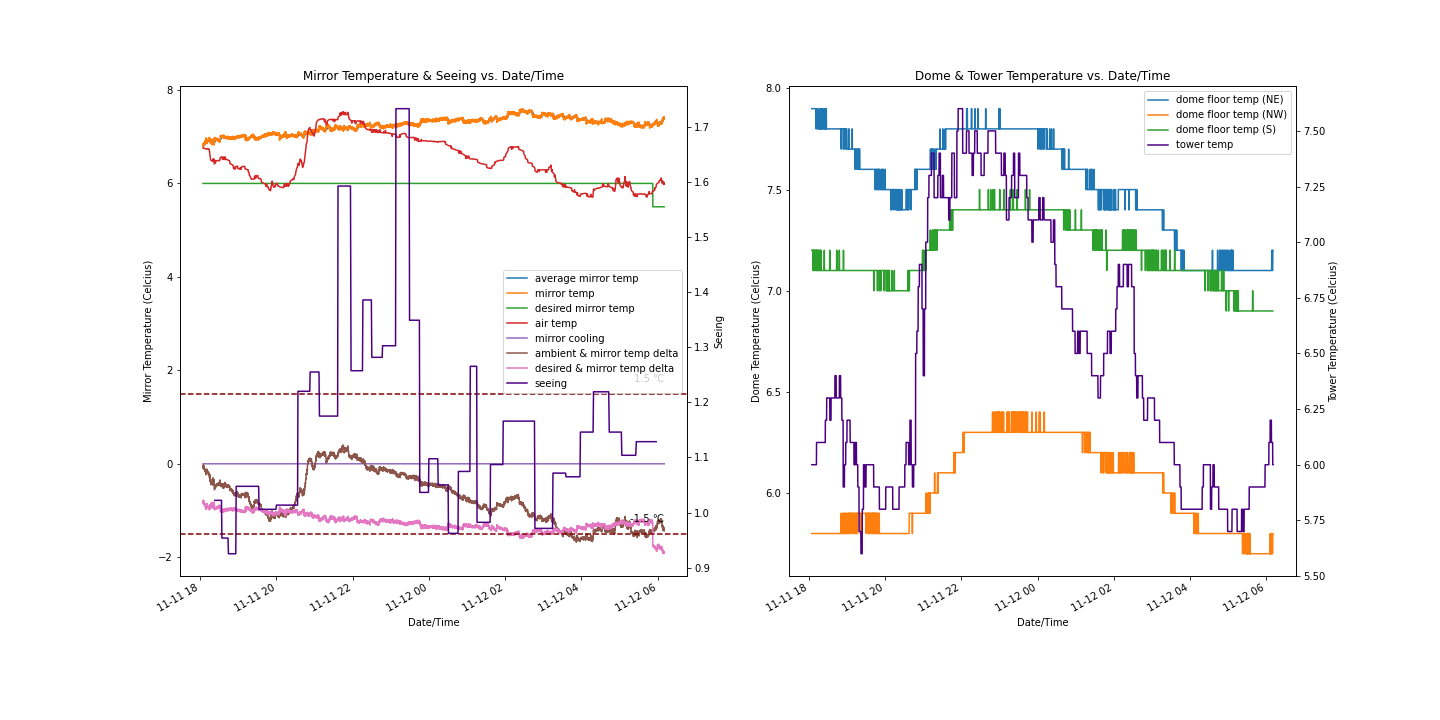 Mirror Temperature & Seeing vs. Date/Time
8
6
4
2
0
−2
Mirror Temperature (Celcius)
1.7
1.6
1.5
1.4
1.3
1.2
1.1
1.0
0.9
Seeing
average mirror temp
mirror temp
desired mirror temp
air temp
mirror cooling
ambient & mirror temp delta
desired & mirror temp delta
seeing
1.5 ℃
-1.5 ℃
11-11 18
11-11 20
11-11 22
11-12 00
11-12 02
11-12 04
11-12 06
Date/Time
Dome & Tower Temperature vs. Date/Time
8.0
7.5
7.0
6.5
6.0
Dome Temperature (Celcius)
7.50
7.25
7.00
6.75
6.50
6.25
6.00
5.75
5.50
Tower Temperature (Celcius)
dome floor temp (NE)
dome floor temp (NW)
dome floor temp (S)
tower temp
11-11 18
11-11 20
11-11 22
11-12 00
11-12 02
11-12 04
11-12 06
Date/Time